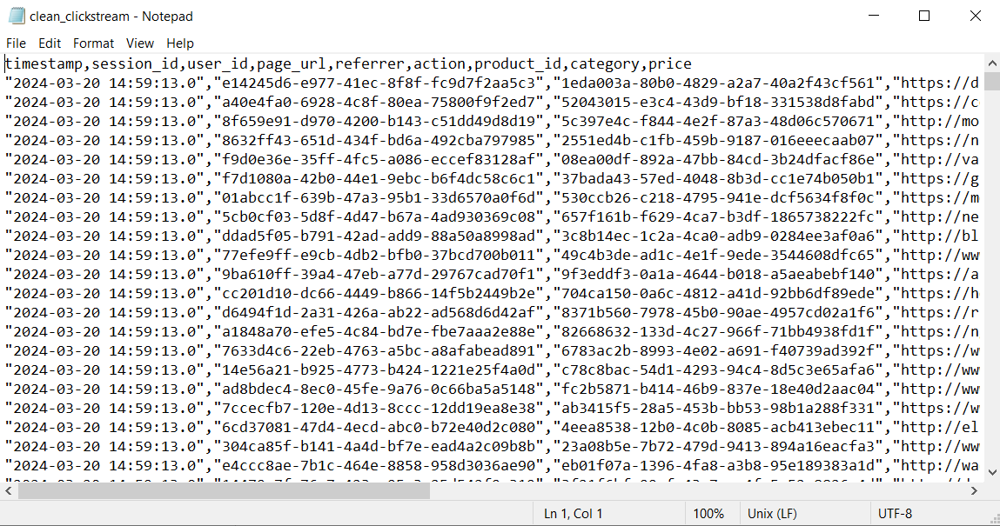 clean_clickstream - Notepad
File Edit Format View Help
timestamp,session_id,user_id,page_url,referrer,action,product_id,category,price
"2024-03-20 14:59:13.0","e14245d6-e977-41ec-8f8f-fc9d7f2aa5c3","1eda003a-80b0-4829-a2a7-40a2f43cf561","https://d
"2024-03-20 14:59:13.0","a40e4fa0-6928-4c8f-80ea-75800f9f2ed7","52043015-e3c4-43d9-bf18-331538d8fabd","https://c
"2024-03-20 14:59:13.0","8f659e91-d970-4200-b143-c51dd49d8d19","5c397e4c-f844-4e2f-87a3-48d06c570671","http://mo
"2024-03-20 14:59:13.0","8632ff43-651d-434f-bd6a-492cba797985","2551ed4b-c1fb-459b-9187-016eeecaab07","https://n
"2024-03-20 14:59:13.0","f9d0e36e-35ff-4fc5-a086-eccef83128af","08ea00df-892a-47bb-84cd-3b24dfacf86e","http://va
"2024-03-20 14:59:13.0","f7d1080a-42b0-44e1-9ebc-b6f4dc58c6c1","37bada43-57ed-4048-8b3d-cc1e74b050b1","https://g
"2024-03-20 14:59:13.0","01abcc1f-639b-47a3-95b1-33d6570a0f6d","530ccb26-c218-4795-941e-dcf5634f8f0c","https://m
"2024-03-20 14:59:13.0","5cb0cf03-5d8f-4d47-b67a-4ad930369c08","657f161b-f629-4ca7-b3df-1865738222fc","http://ne
"2024-03-20 14:59:13.0","ddad5f05-b791-42ad-add9-88a50a8998ad","3c8b14ec-1c2a-4ca0-adb9-0284ee3af0a6","http://bl
"2024-03-20 14:59:13.0","77efe9ff-e9cb-4db2-bfb0-37bcd700b011","49c4b3de-ad1c-4e1f-9ede-3544608dfc65","http://ww
"2024-03-20 14:59:13.0","9ba610ff-39a4-47eb-a77d-29767cad70f1","9f3eddf3-0a1a-4644-b018-a5aeabebf140","https://a
"2024-03-20 14:59:13.0","cc201d10-dc66-4449-b866-14f5b2449b2e","704ca150-0a6c-4812-a41d-92bb6df89ede","https://h
"2024-03-20 14:59:13.0","d6494f1d-2a31-426a-ab22-ad568d6d42af","8371b560-7978-45b0-90ae-4957cd02a1f6","https://r
"2024-03-20 14:59:13.0","a1848a70-efe5-4c84-bd7e-fbe7aaa2e88e","82668632-133d-4c27-966f-71bb4938fd1f","https://n
"2024-03-20 14:59:13.0","7633d4c6-22eb-4763-a5bc-a8afabead891","6783ac2b-8993-4e02-a691-f40739ad392f","https://w
"2024-03-20 14:59:13.0","14e56a21-b925-4773-b424-1221e25f4a0d","c78c8bac-54d1-4293-94c4-8d5c3e65afa6","http://ww
"2024-03-20 14:59:13.0","ad8bdec4-8ec0-45fe-9a76-0c66ba5a5148","fc2b5871-b414-46b9-837e-18e40d2aac04","http://ww
"2024-03-20 14:59:13.0","7ccecfb7-120e-4d13-8ccc-12dd19ea8e38","ab3415f5-28a5-453b-bb53-98b1a288f331","https://w
"2024-03-20 14:59:13.0","6cd37081-47d4-4ecd-abc0-b72e40d2c080","4eea8538-12b0-4c0b-8085-acb413ebec11","http://el
"2024-03-20 14:59:13.0","304ca85f-b141-4a4d-bf7e-ead4a2c09b8b","23a08b5e-7b72-479d-9413-894a16eacfa3","http://ww
"2024-03-20 14:59:13.0","e4ccc8ae-7b1c-464e-8858-958d3036ae90","eb01f07a-1396-4fa8-a3b8-95e189383a1d","http://wa
Ln 1, Col 1 100% Unix (LF) UTF-8